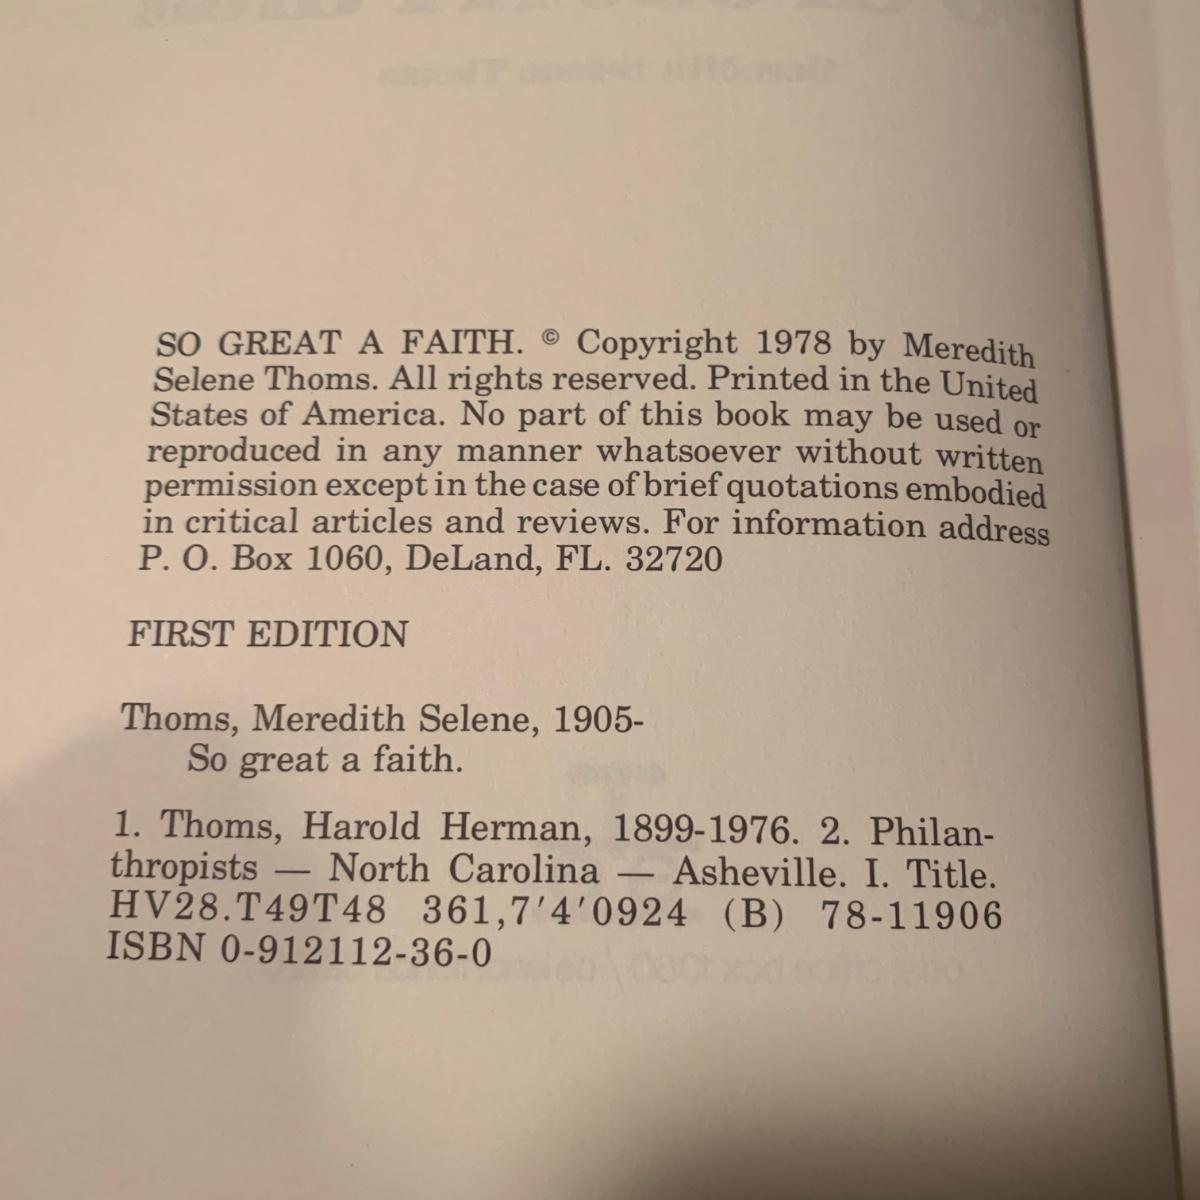 SO GREAT A FAITH. © Copyright 1978 by Meredith
Selene Thoms. All rights reserved. Printed in the United
States of America. No part of this book may be used or
reproduced in any manner whatsoever without written
permission except in the case of brief quotations embodied
in critical articles and reviews. For information address
P. O. Box 1060, DeLand, FL. 32720
FIRST EDITION
Thoms, Meredith Selene, 1905-
So great a faith.
1. Thoms, Harold Herman, 1899-1976. 2. Philan-
thropists — North Carolina — Asheville. I. Title.
HV28.T49T48 361,7'4'0924 (B) 78-11906
ISBN 0-912112-36-0